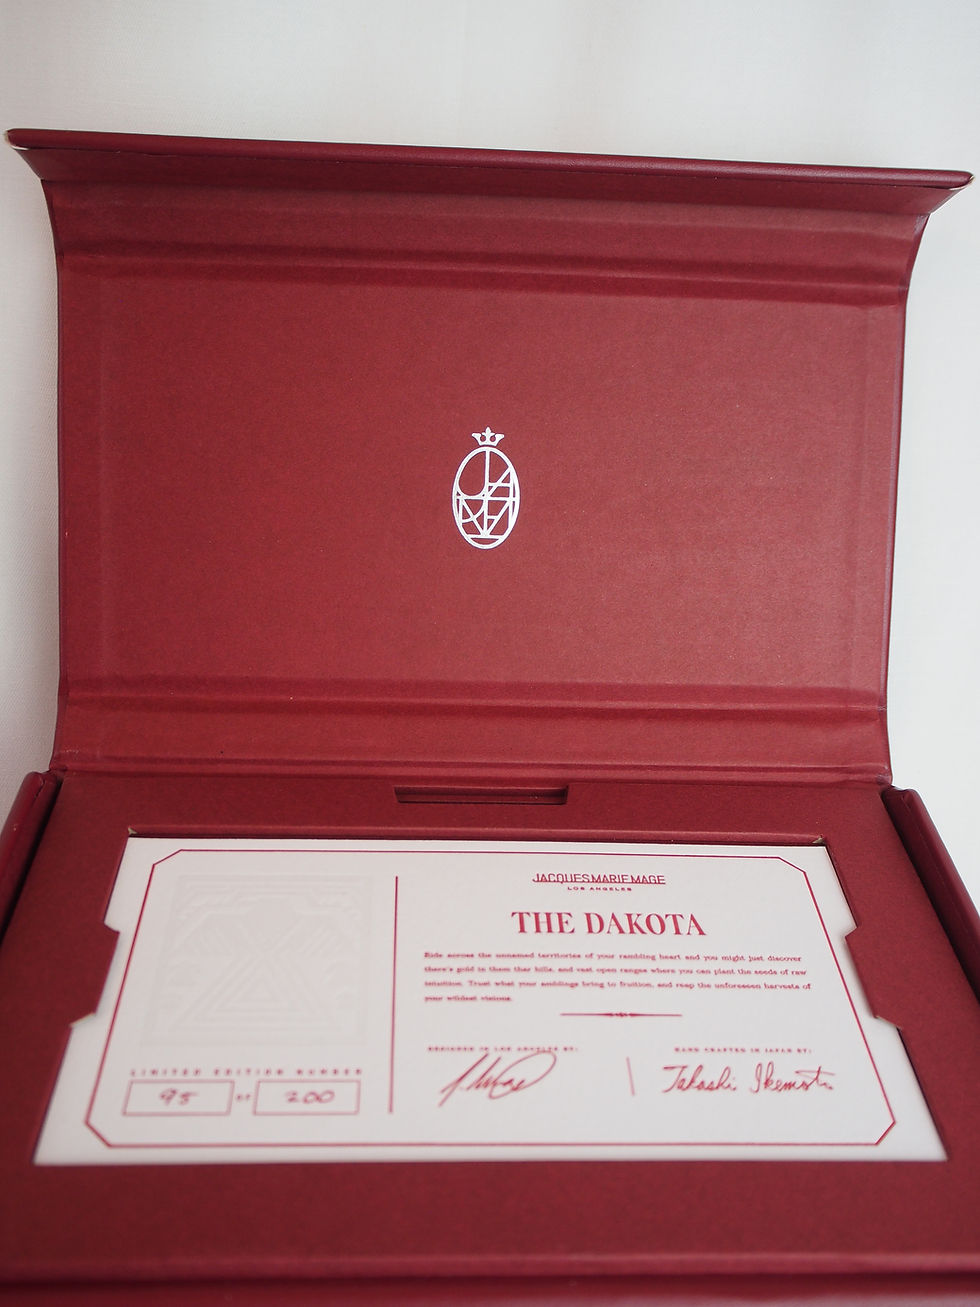 JACQUES MARIE MAGE
LOS ANGELES
THE DAKOTA
Ride across the unnamed territories of your rambling heart and you might just discover
there's gold in them thar hills, and vast open ranges where you can plant the seeds of raw
intuition. Trust what your amblings bring to fruition, and reap the unforeseen harvests of
your wildest visions.
LIMITED EDITION NUMBER
95 OF 200
DESIGNED IN LOS ANGELES BY:
HAND CRAFTED IN JAPAN BY:
Takashi Ikemoto